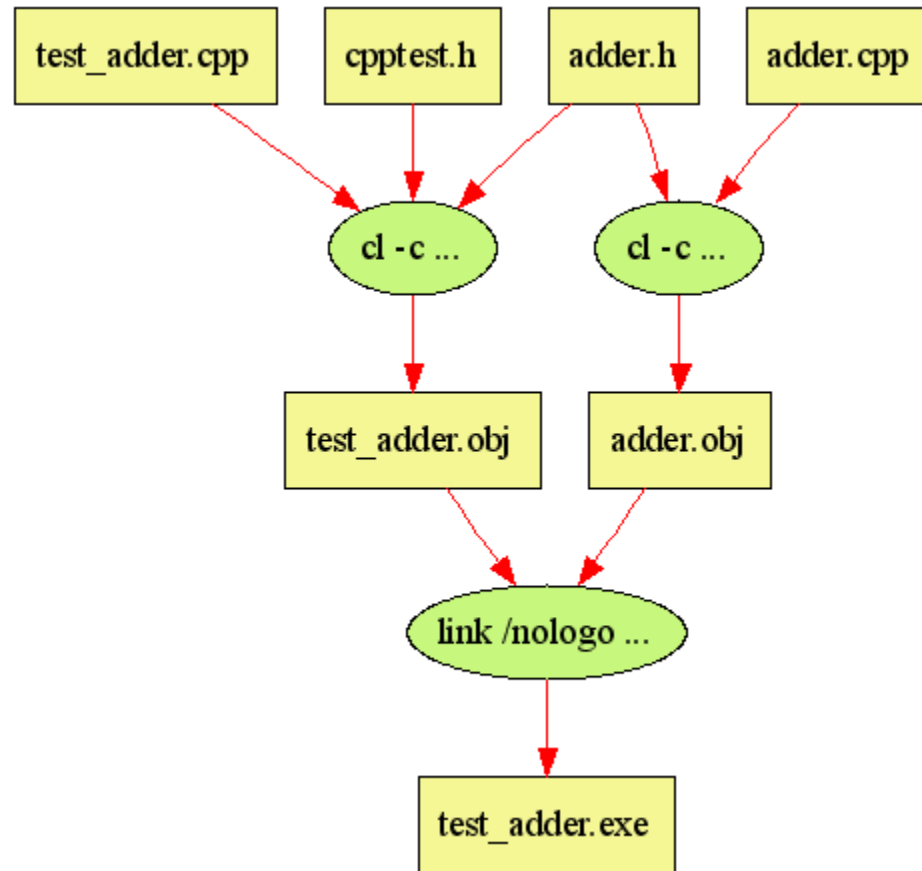 test_adder.cpp
cpptest.h
adder.h
adder.cpp
cl -c ...
cl -c ...
test_adder.obj
adder.obj
link /nologo ...
test_adder.exe